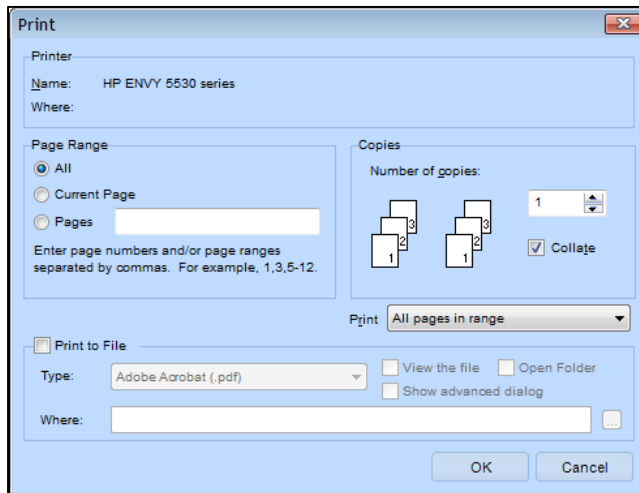 Print
Printer
Name: HP ENVY 5530 series
Where:
Page Range
All
Current Page
Pages
Enter page numbers and/or page ranges
separated by commas. For example, 1,3,5-12.
Copies
Number of copies:
1
3
2
1
3
2
1
Collate
Print All pages in range
Print to File
Type: Adobe Acrobat (.pdf)
View the file Open Folder
Show advanced dialog
Where: ...
OK Cancel